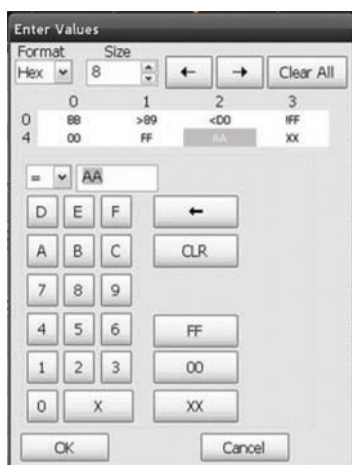 Enter Values
Format Size
Hex 8 ← → Clear All
0 1 2 3
0 BB >89 <D0 !FF
4 00 FF AA XX
= AA
D E F ←
A B C CLR
7 8 9
4 5 6 FF
1 2 3 00
0 X XX
OK Cancel